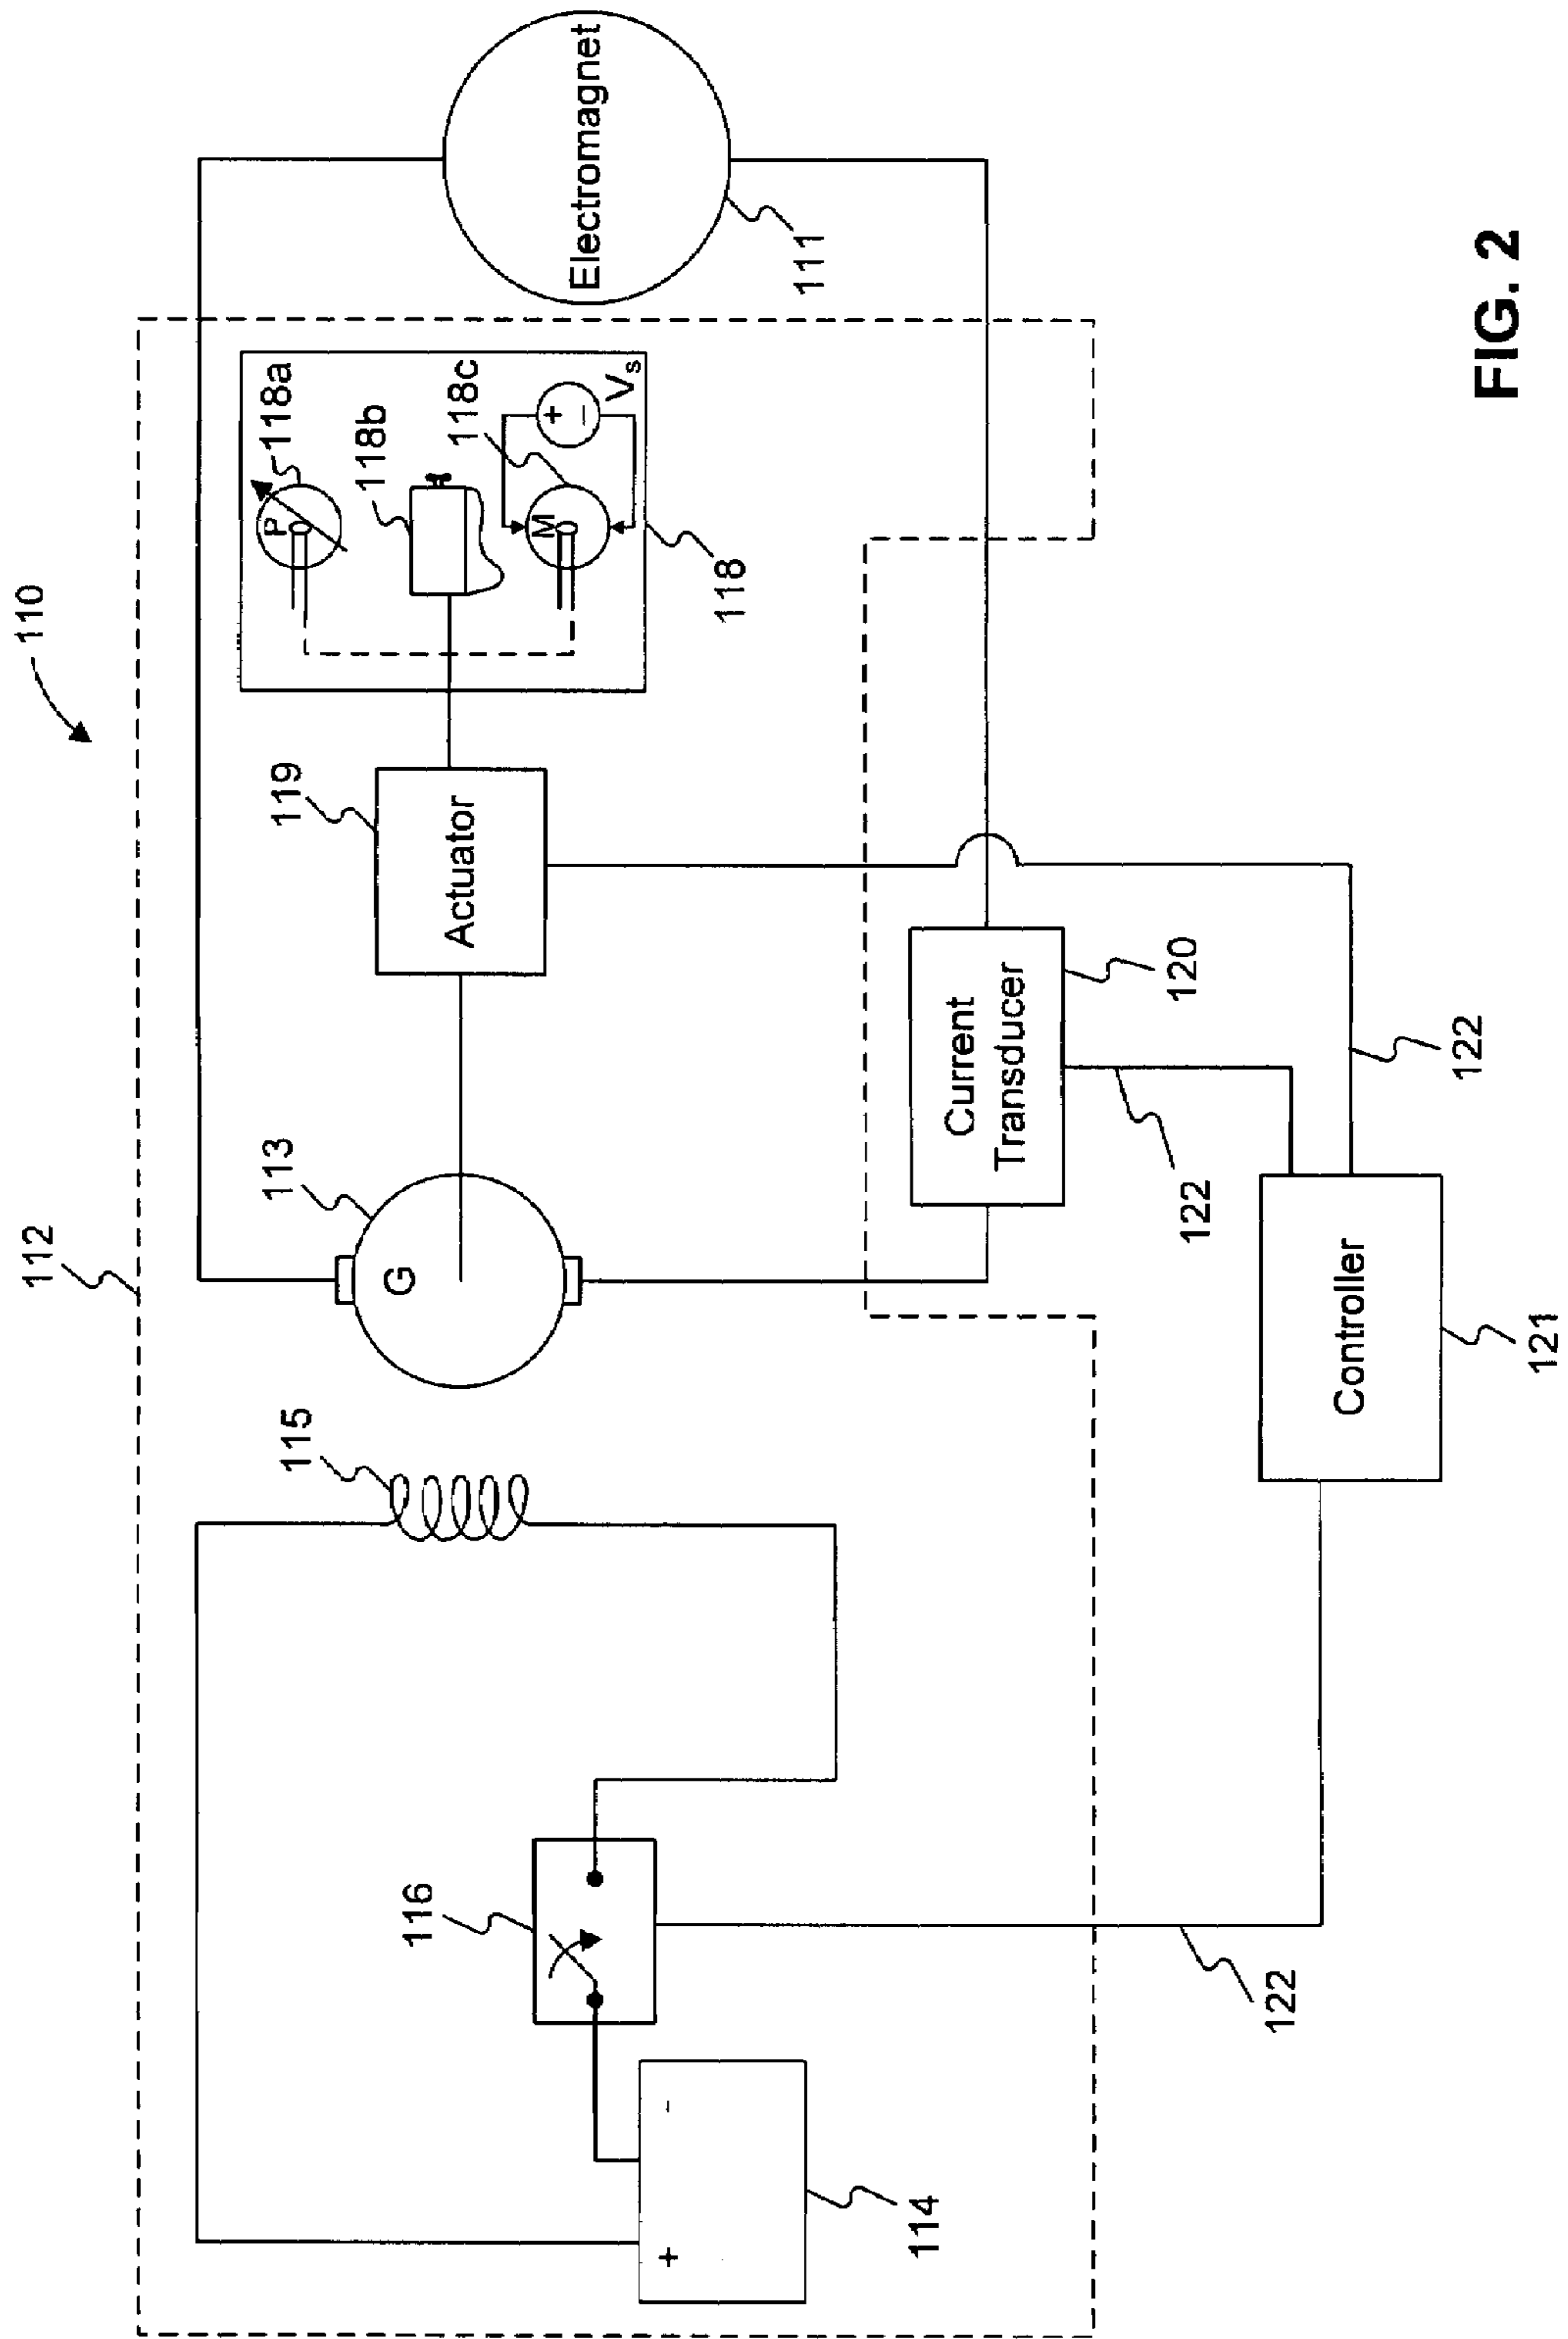 110
112
113
119
118a
P
118b
118c
M
+
−
Vs
118
Electromagnet
111
Actuator
G
115
116
+
-
114
Current
Transducer
120
122
122
122
Controller
121
FIG. 2